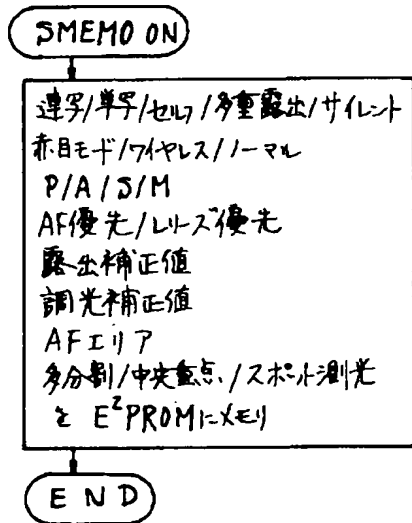 SMEMO ON
連写/単写/セルフ/多重露出/サイレント
赤目モード/ワイヤレス/ノーマル
P/A/S/M
AF優先/レリーズ優先
露出補正値
調光補正値
AFエリア
多分割/中央重点/スポット測光
を E²PROMにメモリ
END